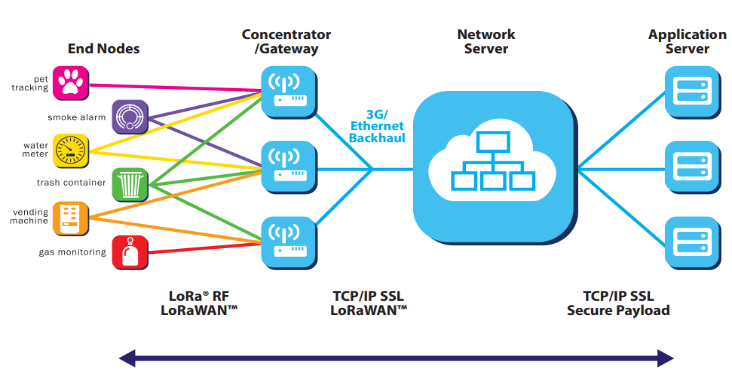 End Nodes
Concentrator
/Gateway
Network
Server
Application
Server
pet
tracking
smoke alarm
water
meter
trash container
vending
machine
gas monitoring
3G/
Ethernet
Backhaul
LoRa® RF
LoRaWAN™
TCP/IP SSL
LoRaWAN™
TCP/IP SSL
Secure Payload